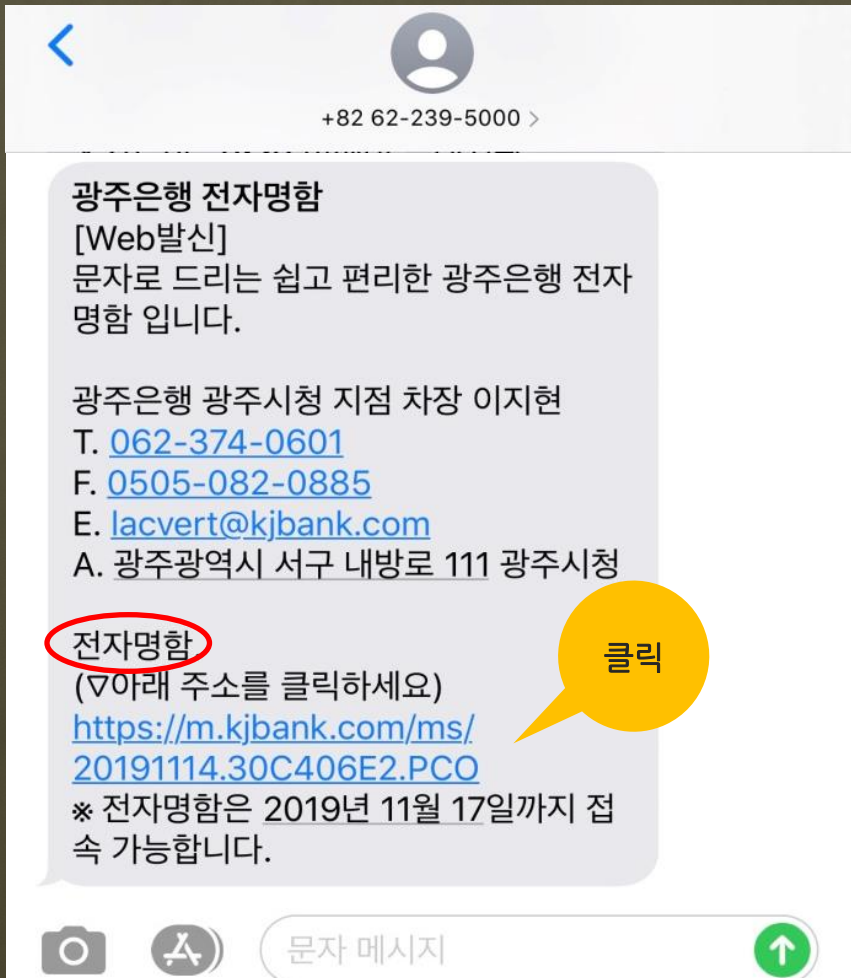 +82 62-239-5000 >
광주은행 전자명함
[Web발신]
문자로 드리는 쉽고 편리한 광주은행 전자
명함 입니다.
광주은행 광주시청 지점 차장 이지현
T. 062-374-0601
F. 0505-082-0885
E. lacvert@kjbank.com
A. 광주광역시 서구 내방로 111 광주시청
전자명함
(▽아래 주소를 클릭하세요)
클릭
https://m.kjbank.com/ms/
20191114.30C406E2.PCO
※ 전자명함은 2019년 11월 17일까지 접
속 가능합니다.
문자 메시지